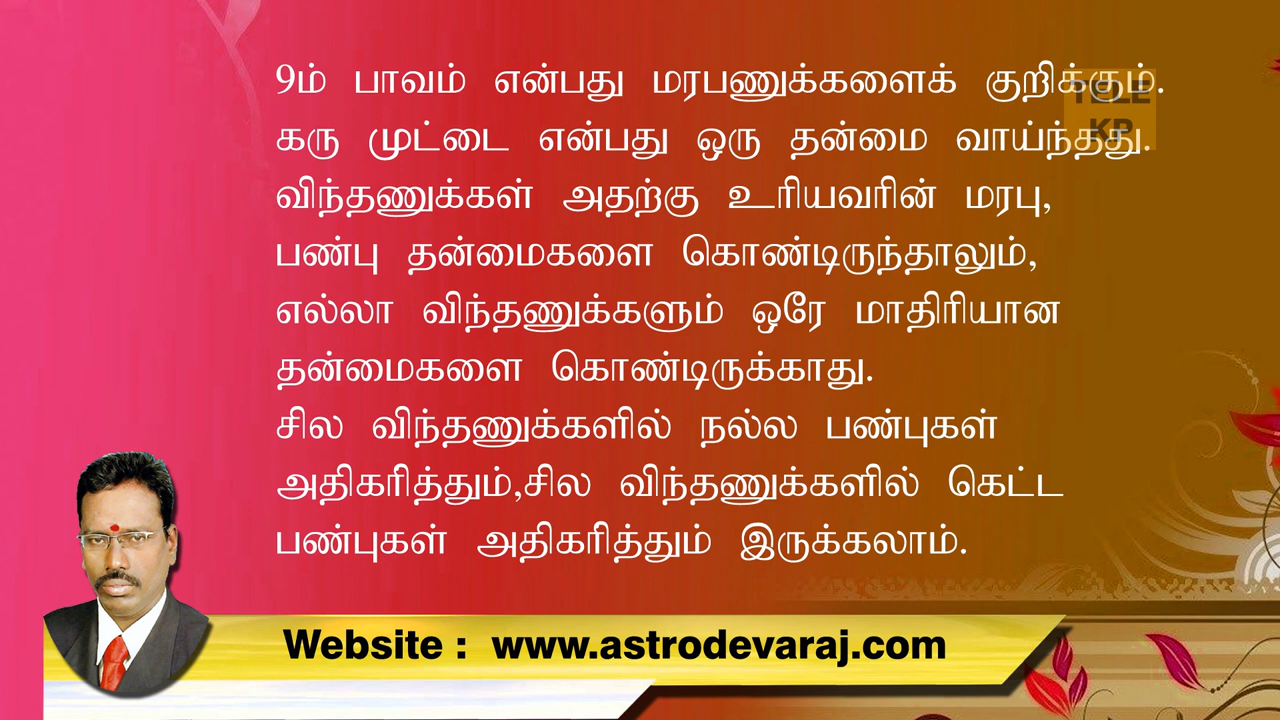 9ம் பாவம் என்பது மரபணுக்களைக் குறிக்கும்.
TELE
KP
கரு முட்டை என்பது ஒரு தன்மை வாய்ந்தது.
விந்தணுக்கள் அதற்கு உரியவரின் மரபு,
பண்பு தன்மைகளை கொண்டிருந்தாலும்,
எல்லா விந்தணுக்களும் ஒரே மாதிரியான
தன்மைகளை கொண்டிருக்காது.
சில விந்தணுக்களில் நல்ல பண்புகள்
அதிகரித்தும்,சில விந்தணுக்களில் கெட்ட
பண்புகள் அதிகரித்தும் இருக்கலாம்.
Website : www.astrodevaraj.com